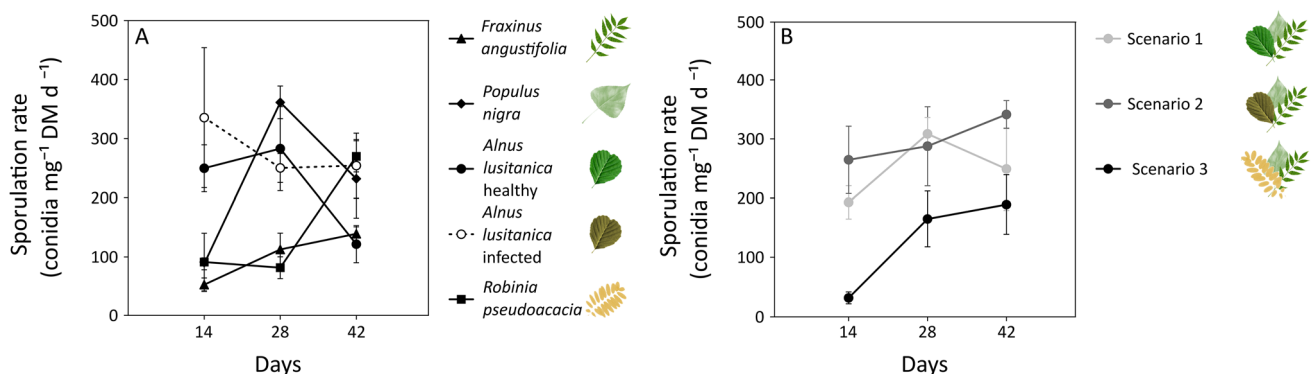 A
Sporulation rate
(conidia mg⁻¹ DM d ⁻¹)
500
400
300
200
100
0
14
28
42
Days
Fraxinus
angustifolia
Populus
nigra
Alnus
lusitanica
healthy
Alnus
lusitanica
infected
Robinia
pseudoacacia
B
Sporulation rate
(conidia mg⁻¹ DM d ⁻¹)
500
400
300
200
100
0
14
28
42
Days
Scenario 1
Scenario 2
Scenario 3